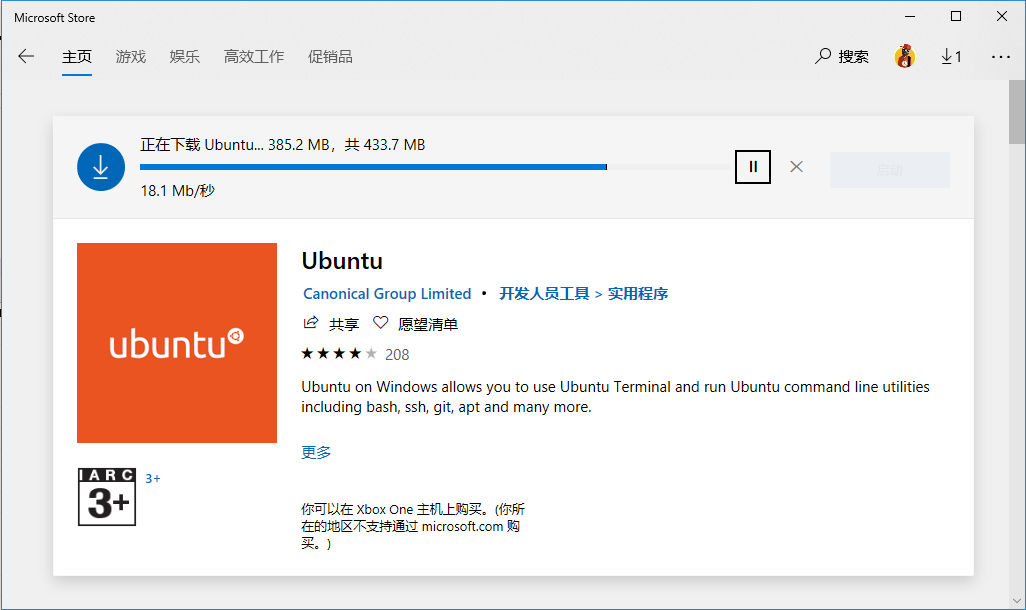 Microsoft Store
主页 游戏 娱乐 高效工作 促销品 搜索 1
正在下载 Ubuntu... 385.2 MB，共 433.7 MB
启动
18.1 Mb/秒
Ubuntu
Canonical Group Limited • 开发人员工具 > 实用程序
共享 愿望清单
208
ubuntu
Ubuntu on Windows allows you to use Ubuntu Terminal and run Ubuntu command line utilities
including bash, ssh, git, apt and many more.
更多
IARC
3+
3+
你可以在 Xbox One 主机上购买。(你所
在的地区不支持通过 microsoft.com 购
买。)